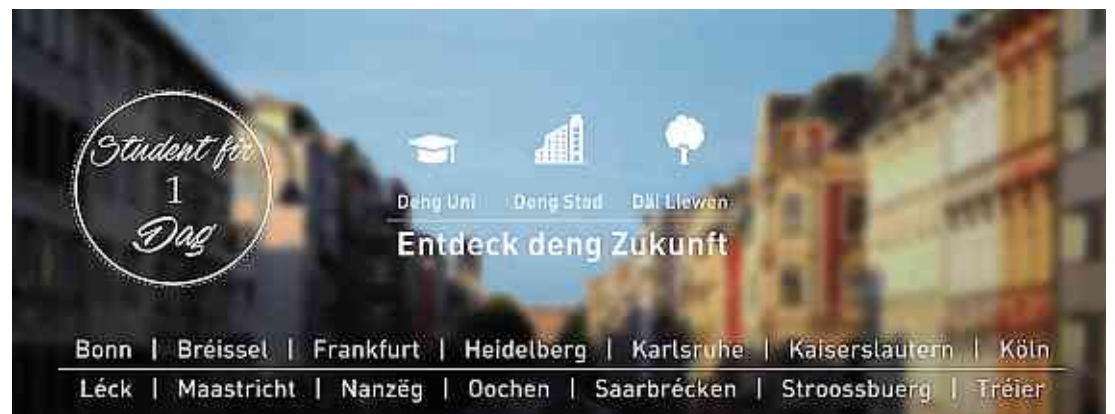 Student fir
1
Dag
Deng Uni Deng Stad Däi Liewen
Entdeck deng Zukunft
Bonn | Bréissel | Frankfurt | Heidelberg | Karlsruhe | Kaiserslautern | Köln
Léck | Maastricht | Nanzëg | Oochen | Saarbrécken | Stroossbuerg | Tréier